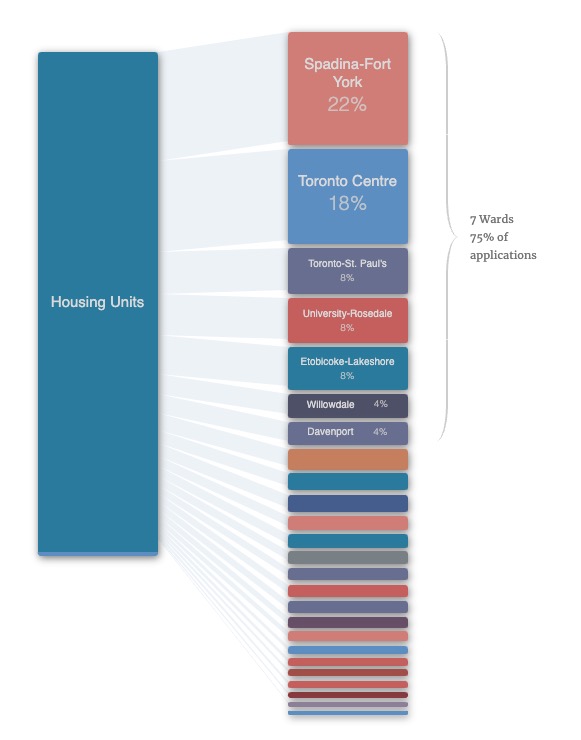 Housing Units
Spadina-Fort
York
22%
Toronto Centre
18%
Toronto-St. Paul's
8%
University-Rosedale
8%
Etobicoke-Lakeshore
8%
Willowdale 4%
Davenport 4%
7 Wards
75% of
applications